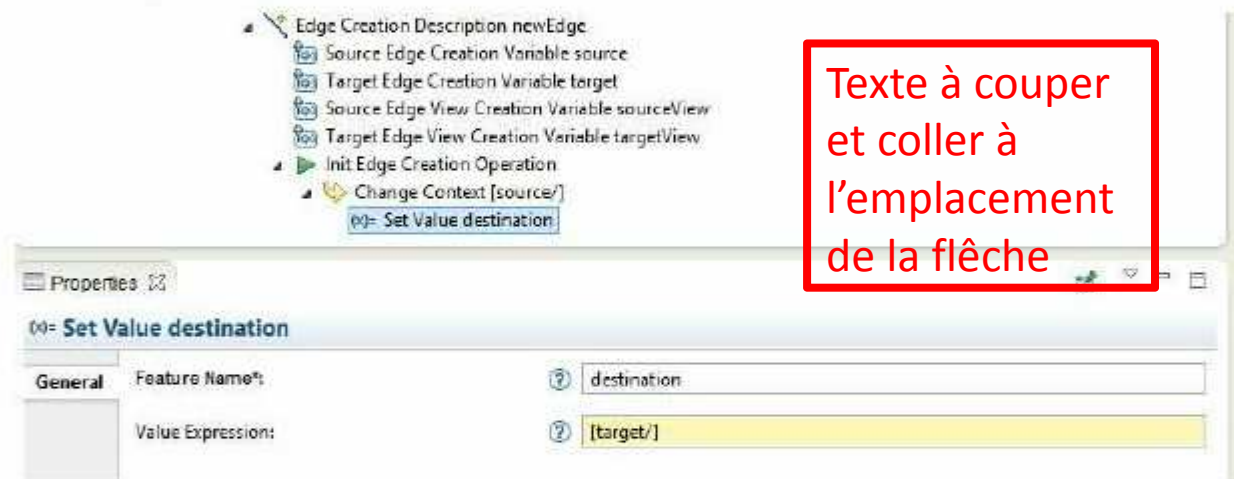 Edge Creation Description newEdge
Source Edge Creation Variable source
Target Edge Creation Variable target
Source Edge View Creation Variable sourceView
Target Edge View Creation Variable targetView
Init Edge Creation Operation
Change Context [source/]
(x)= Set Value destination
Texte à couper
et coller à
l’emplacement
de la flêche
Properties
(x)= Set Value destination
General
Feature Name*:
destination
Value Expression:
[target/]